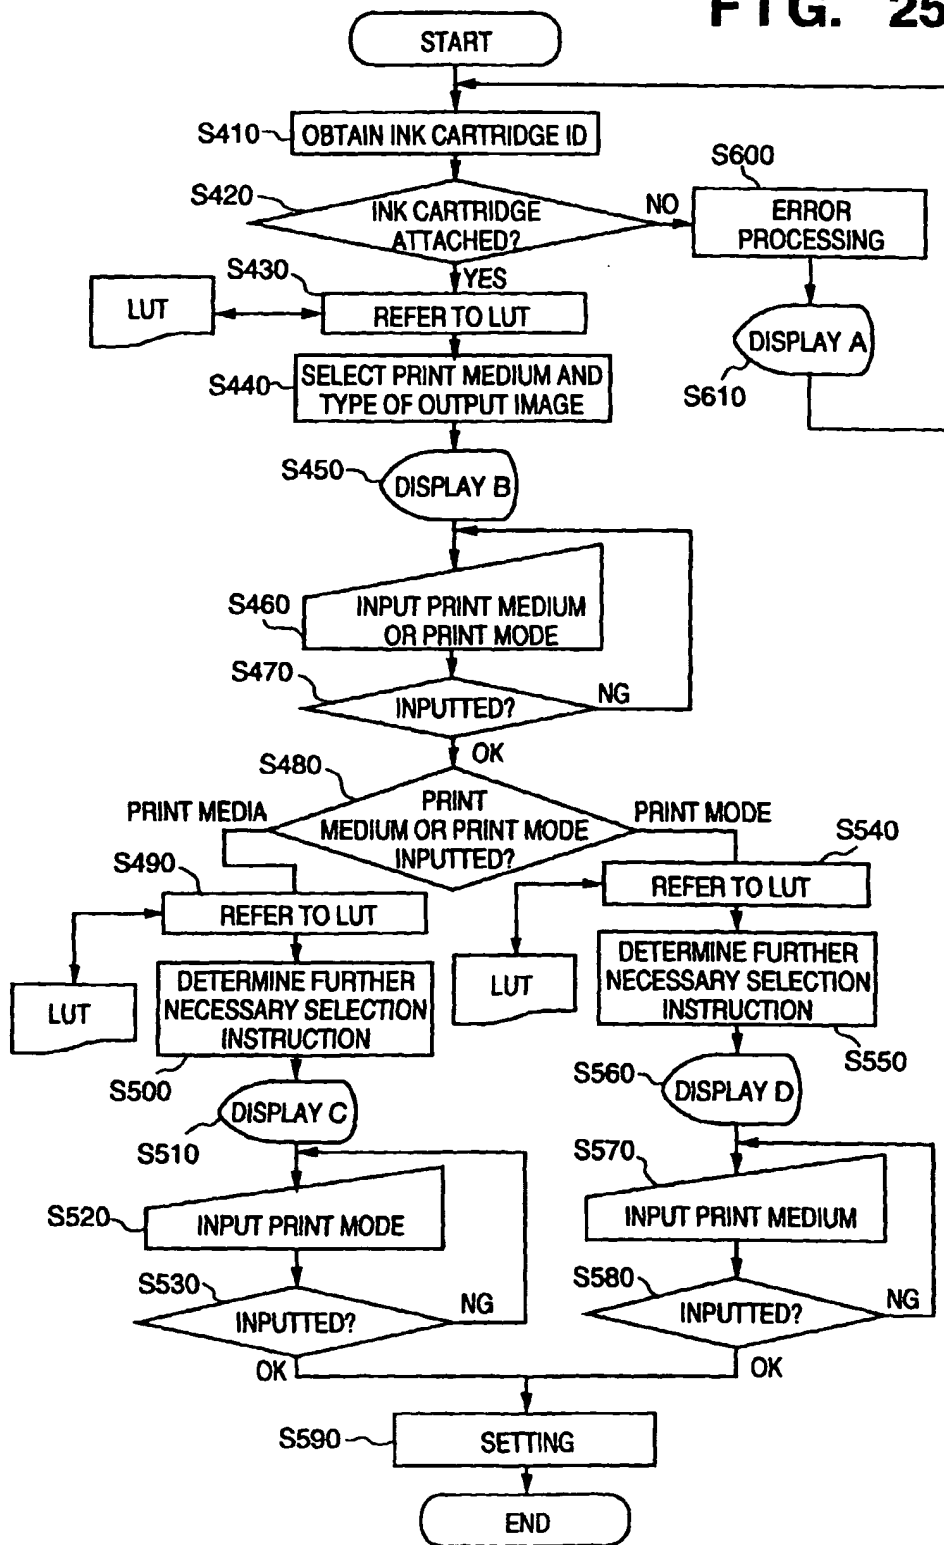 FIG. 25
START
S410
OBTAIN INK CARTRIDGE ID
S420
INK CARTRIDGE
ATTACHED?
NO
S600
ERROR
PROCESSING
YES
S430
LUT
REFER TO LUT
DISPLAY A
S610
S440
SELECT PRINT MEDIUM AND
TYPE OF OUTPUT IMAGE
S450
DISPLAY B
S460
INPUT PRINT MEDIUM
OR PRINT MODE
S470
INPUTTED?
NG
OK
S480
PRINT MEDIA
PRINT
MEDIUM OR PRINT MODE
INPUTTED?
PRINT MODE
S490
REFER TO LUT
LUT
DETERMINE FURTHER
NECESSARY SELECTION
INSTRUCTION
S500
DISPLAY C
S510
S520
INPUT PRINT MODE
S530
INPUTTED?
NG
OK
S540
REFER TO LUT
LUT
DETERMINE FURTHER
NECESSARY SELECTION
INSTRUCTION
S550
S560
DISPLAY D
S570
INPUT PRINT MEDIUM
S580
INPUTTED?
NG
OK
S590
SETTING
END